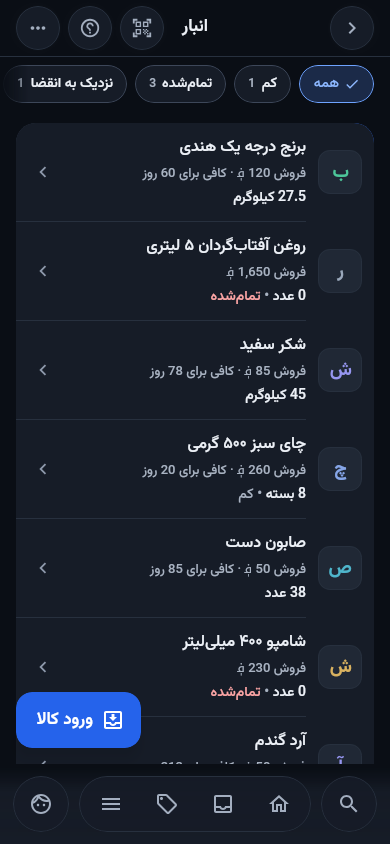 انبار
همه
کم 1
تمام‌شده 3
نزدیک به انقضا 1
ب
برنج درجه یک هندی
فروش 120 ؋ · کافی برای 60 روز
27.5 کیلوگرم
ر
روغن آفتاب‌گردان ۵ لیتری
فروش 1,650 ؋
0 عدد • تمام‌شده
ش
شکر سفید
فروش 85 ؋ · کافی برای 78 روز
45 کیلوگرم
چ
چای سبز ۵۰۰ گرمی
فروش 260 ؋ · کافی برای 20 روز
8 بسته • کم
ص
صابون دست
فروش 50 ؋ · کافی برای 85 روز
38 عدد
ش
شامپو ۴۰۰ میلی‌لیتر
فروش 230 ؋
0 عدد • تمام‌شده
آرد گندم
ورود کالا